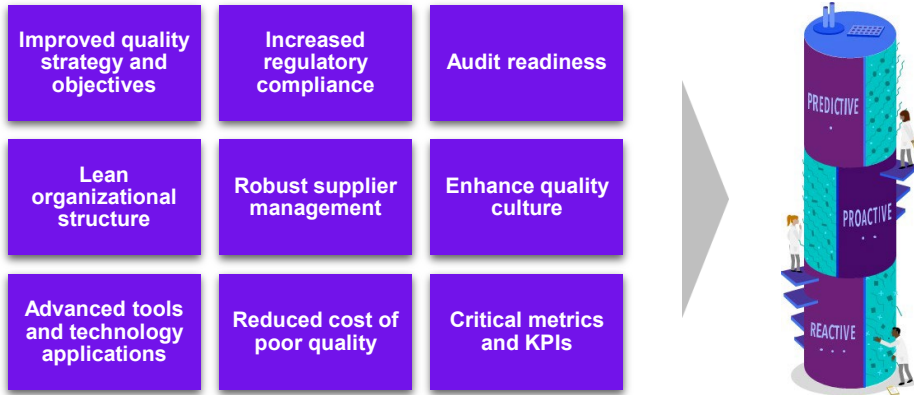 Improved quality
strategy and
objectives
Increased
regulatory
compliance
Audit readiness
Lean
organizational
structure
Robust supplier
management
Enhance quality
culture
Advanced tools
and technology
applications
Reduced cost of
poor quality
Critical metrics
and KPIs
PREDICTIVE
PROACTIVE
REACTIVE